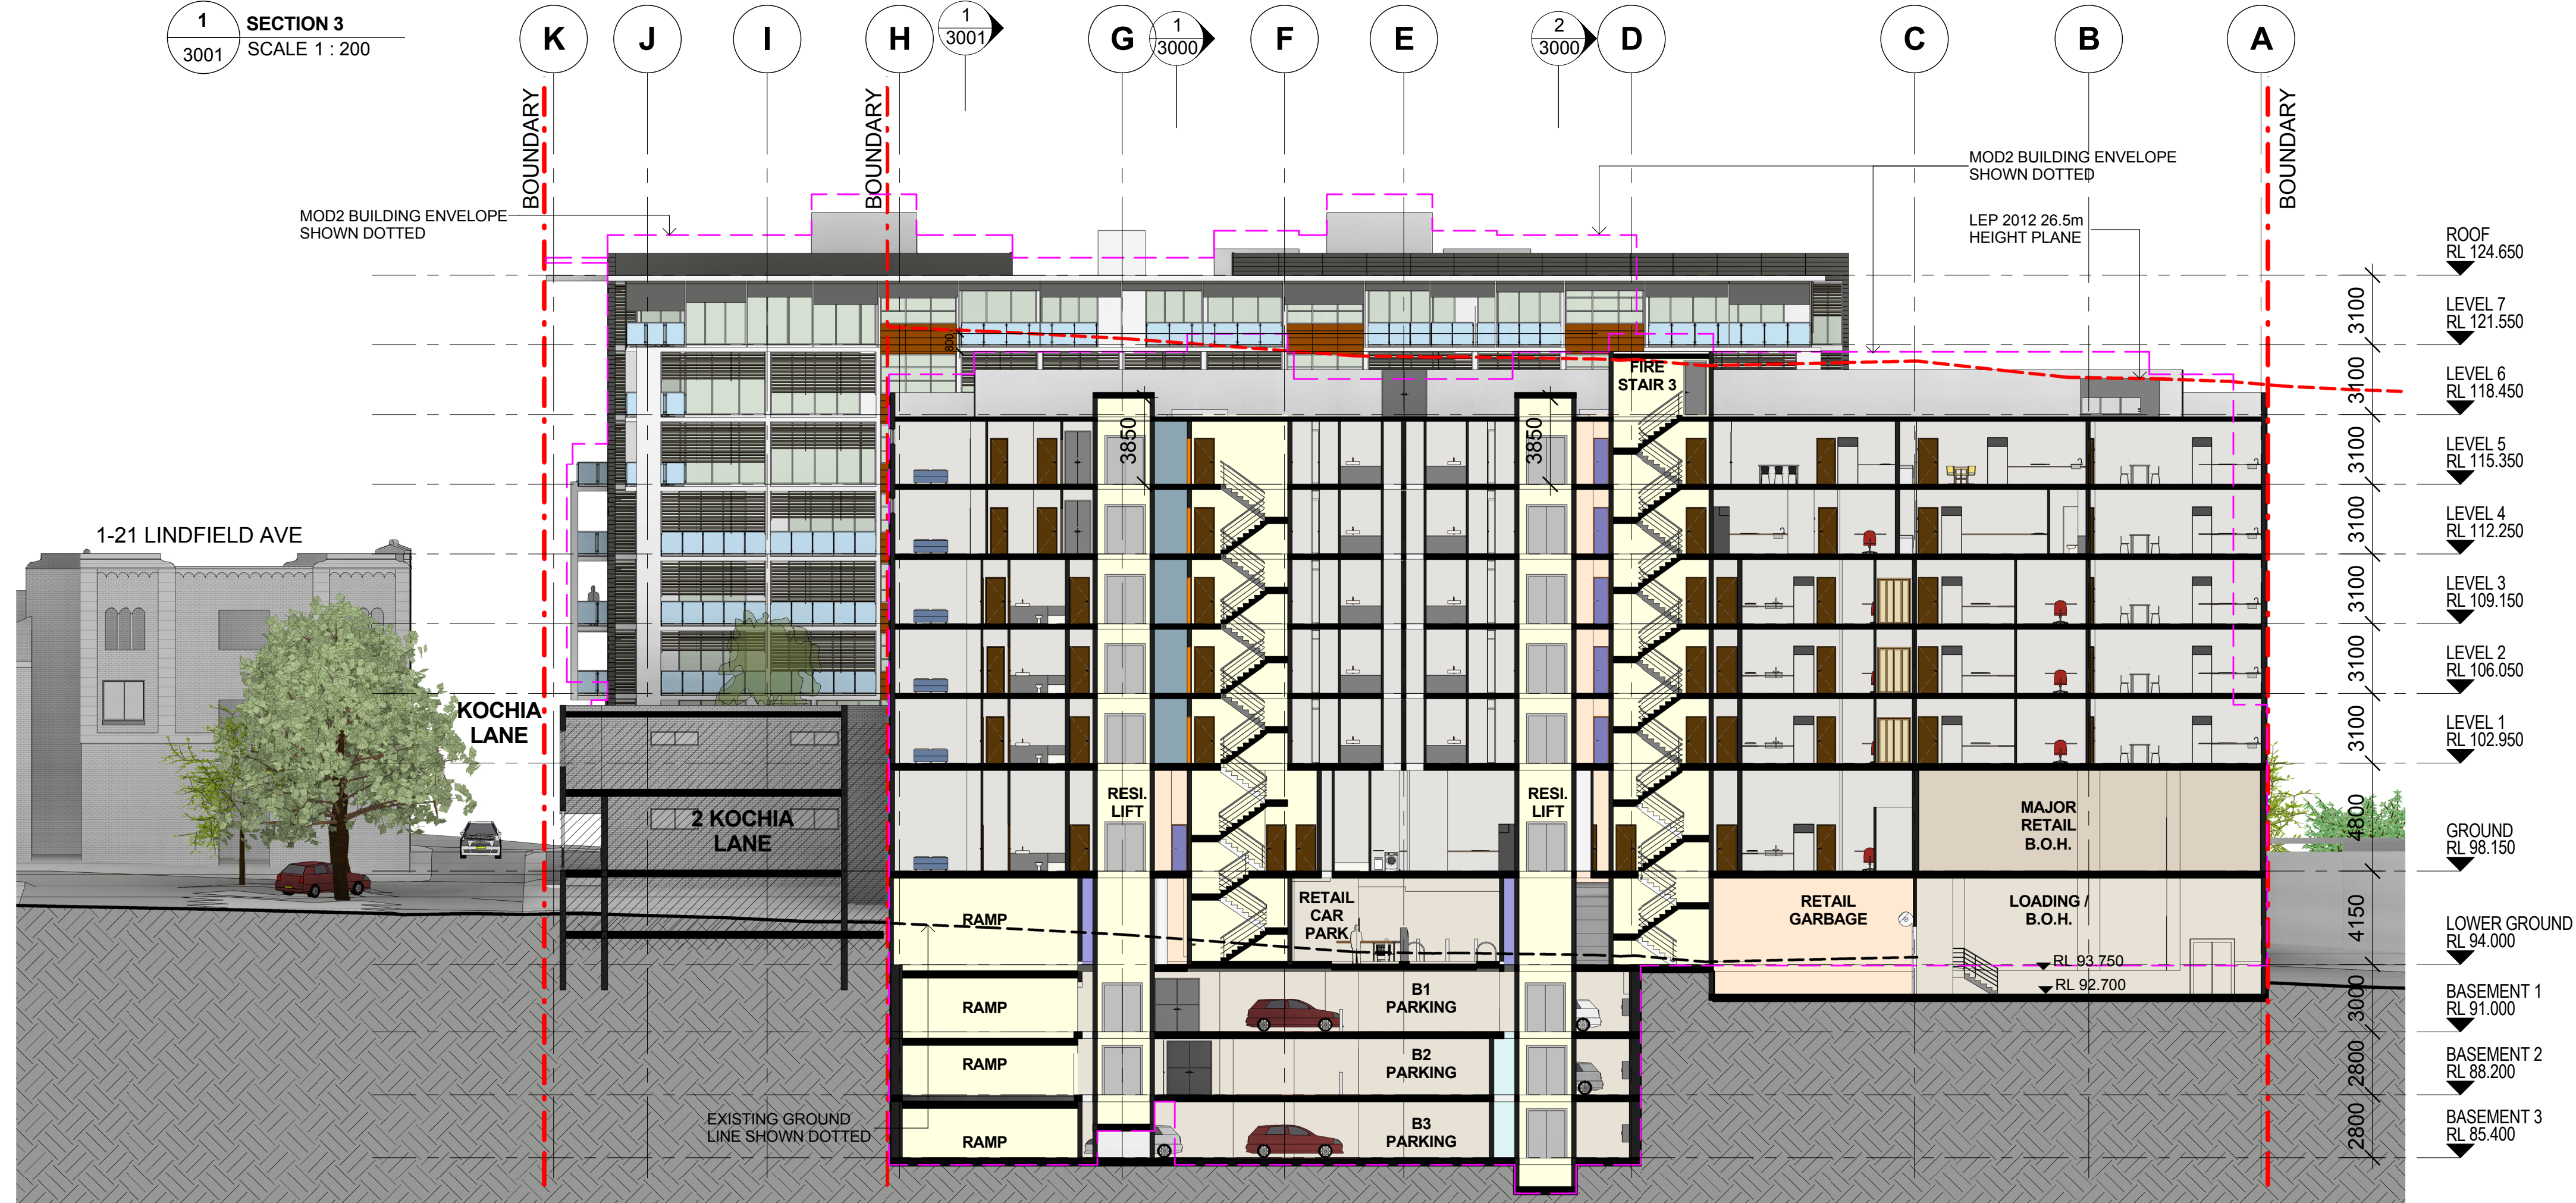 1
3001
SECTION 3
SCALE 1 : 200
K
J
I
H
1
3001
G
1
3000
F
E
2
3000
D
C
B
A
BOUNDARY
BOUNDARY
BOUNDARY
MOD2 BUILDING ENVELOPE
SHOWN DOTTED
MOD2 BUILDING ENVELOPE
SHOWN DOTTED
LEP 2012 26.5m
HEIGHT PLANE
ROOF
RL 124.650
3100
LEVEL 7
RL 121.550
3100
LEVEL 6
RL 118.450
3100
LEVEL 5
RL 115.350
3100
LEVEL 4
RL 112.250
3100
LEVEL 3
RL 109.150
3100
LEVEL 2
RL 106.050
3100
LEVEL 1
RL 102.950
4800
GROUND
RL 98.150
4150
LOWER GROUND
RL 94.000
3000
BASEMENT 1
RL 91.000
2800
BASEMENT 2
RL 88.200
2800
BASEMENT 3
RL 85.400
800
FIRE
STAIR 3
3850
3850
1-21 LINDFIELD AVE
KOCHIA
LANE
2 KOCHIA
LANE
RESI.
LIFT
RESI.
LIFT
MAJOR
RETAIL
B.O.H.
RAMP
RETAIL
CAR
PARK
RETAIL
GARBAGE
LOADING /
B.O.H.
RL 93.750
RL 92.700
RAMP
B1
PARKING
RAMP
B2
PARKING
EXISTING GROUND
LINE SHOWN DOTTED
RAMP
B3
PARKING